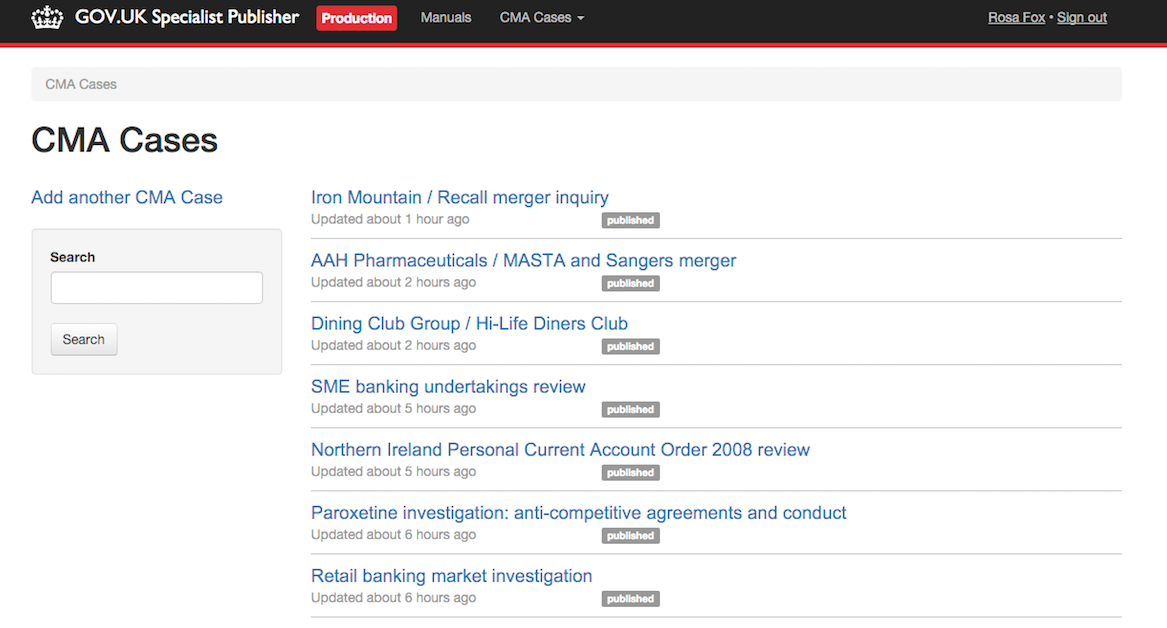 GOV.UK Specialist Publisher Production Manuals CMA Cases Rosa Fox • Sign out
CMA Cases
CMA Cases
Add another CMA Case
Search
Search
Iron Mountain / Recall merger inquiry
Updated about 1 hour ago published
AAH Pharmaceuticals / MASTA and Sangers merger
Updated about 2 hours ago published
Dining Club Group / Hi-Life Diners Club
Updated about 2 hours ago published
SME banking undertakings review
Updated about 5 hours ago published
Northern Ireland Personal Current Account Order 2008 review
Updated about 5 hours ago published
Paroxetine investigation: anti-competitive agreements and conduct
Updated about 6 hours ago published
Retail banking market investigation
Updated about 6 hours ago published